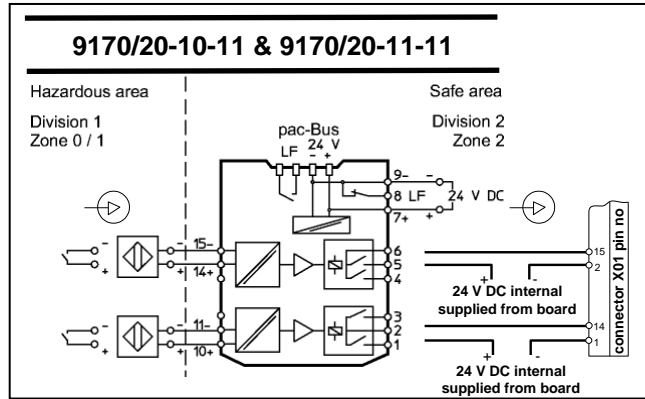 9170/20-10-11 & 9170/20-11-11
Hazardous area
Safe area
Division 1
Zone 0 / 1
Division 2
Zone 2
pac-Bus
LF 24 V
- +
9- -
8 LF 24 V DC
7+ +
- - 15-
+ + 14+
6
5
4
15
2
+ -
24 V DC internal
supplied from board
- - 11-
+ + 10+
3
2
1
14
1
+ -
24 V DC internal
supplied from board
connector X01 pin no